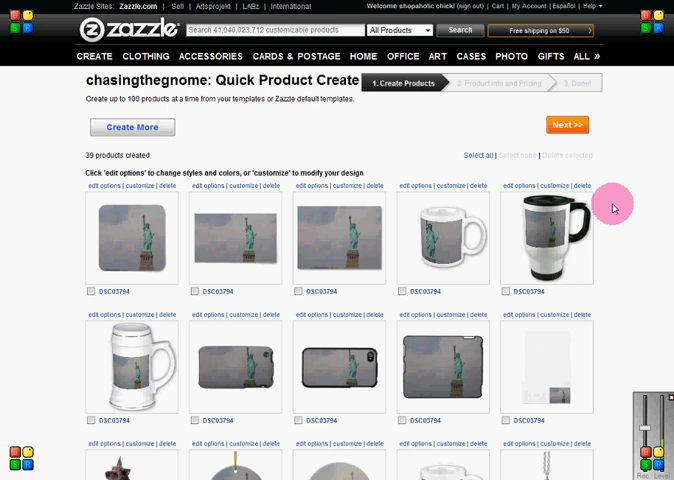 Zazzle Sites: Zazzle.com | Sell | Artsprojekt | LABz | International
Welcome shopaholic chick! (sign out) | Cart | My Account | Español | Help
zazzle
Search 41,040,023,712 customizable products
All Products
Search
Free shipping on $50
CREATE CLOTHING ACCESSORIES CARDS & POSTAGE HOME OFFICE ART CASES PHOTO GIFTS ALL »
chasingthegnome: Quick Product Create
1. Create Products
2. Product Info and Pricing
3. Done!
Create up to 100 products at a time from your templates or Zazzle default templates.
Create More
Next >>
39 products created
Select all | Select none | Delete selected
Click 'edit options' to change styles and colors, or 'customize' to modify your design
edit options | customize | delete edit options | customize | delete edit options | customize | delete edit options | customize | delete edit options | customize | delete
DSC03794 DSC03794 DSC03794 DSC03794 DSC03794
edit options | customize | delete edit options | customize | delete edit options | customize | delete edit options | customize | delete edit options | customize | delete
DSC03794 DSC03794 DSC03794 DSC03794 DSC03794
edit options | customize | delete edit options | customize | delete edit options | customize | delete edit options | customize | delete edit options | customize | delete
Rec. Level